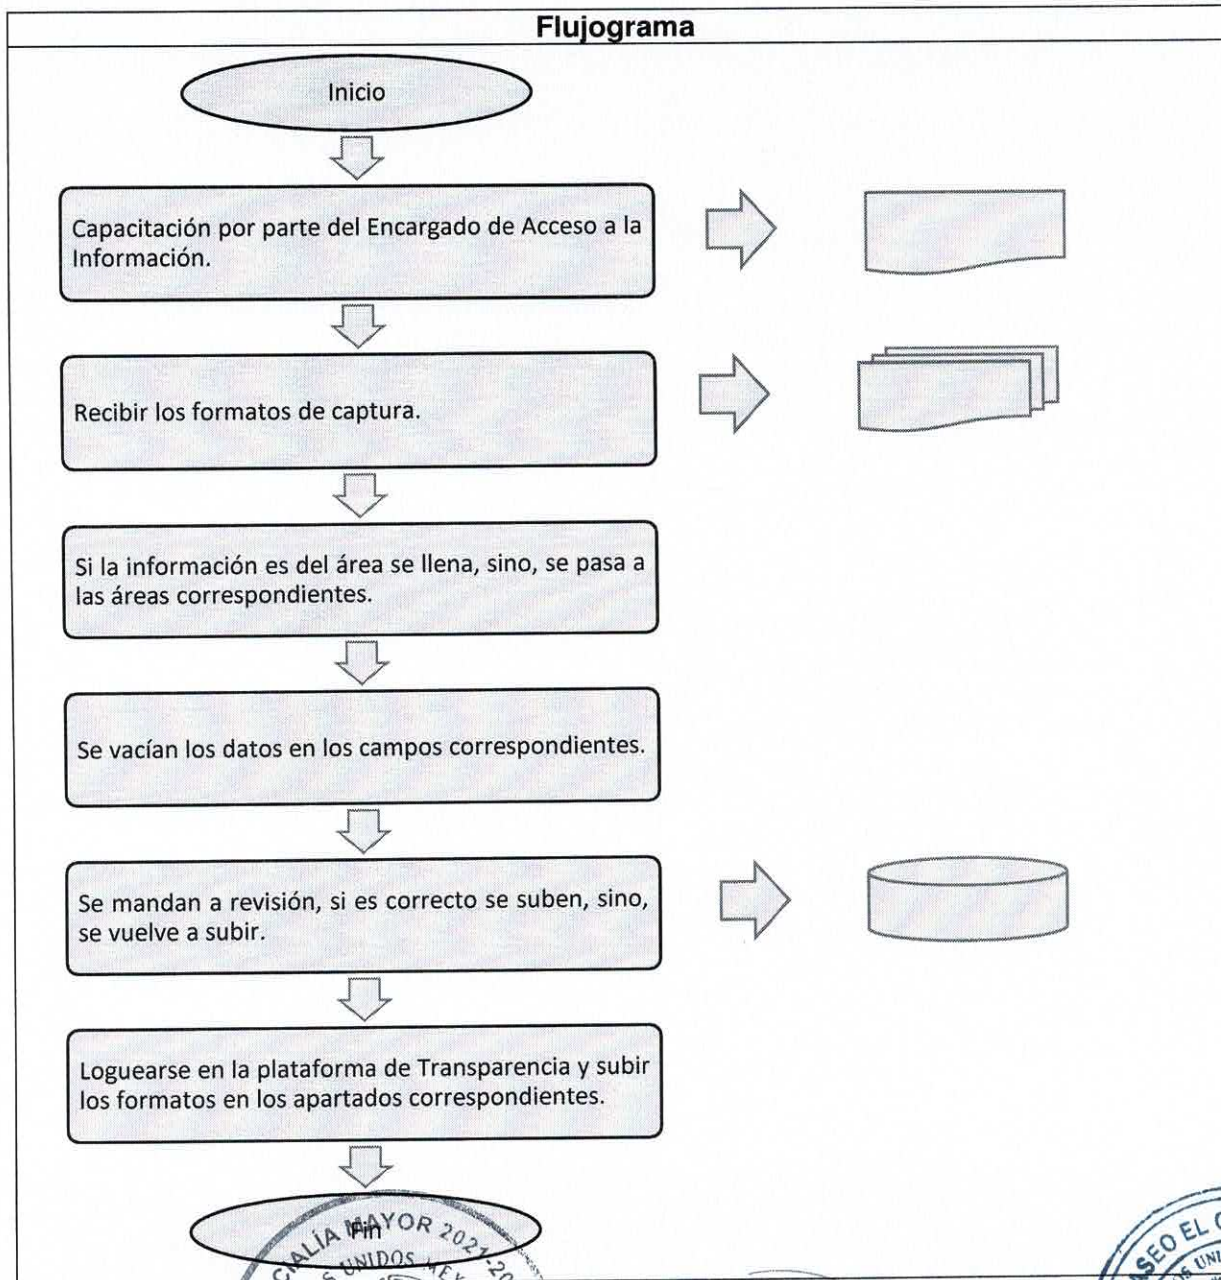 Flujograma
Inicio
Capacitación por parte del Encargado de Acceso a la
Información.
Recibir los formatos de captura.
Si la información es del área se llena, sino, se pasa a
las áreas correspondientes.
Se vacían los datos en los campos correspondientes.
Se mandan a revisión, si es correcto se suben, sino,
se vuelve a subir.
Loguearse en la plataforma de Transparencia y subir
los formatos en los apartados correspondientes.
Fin
MAYOR
UNIDOS
EL